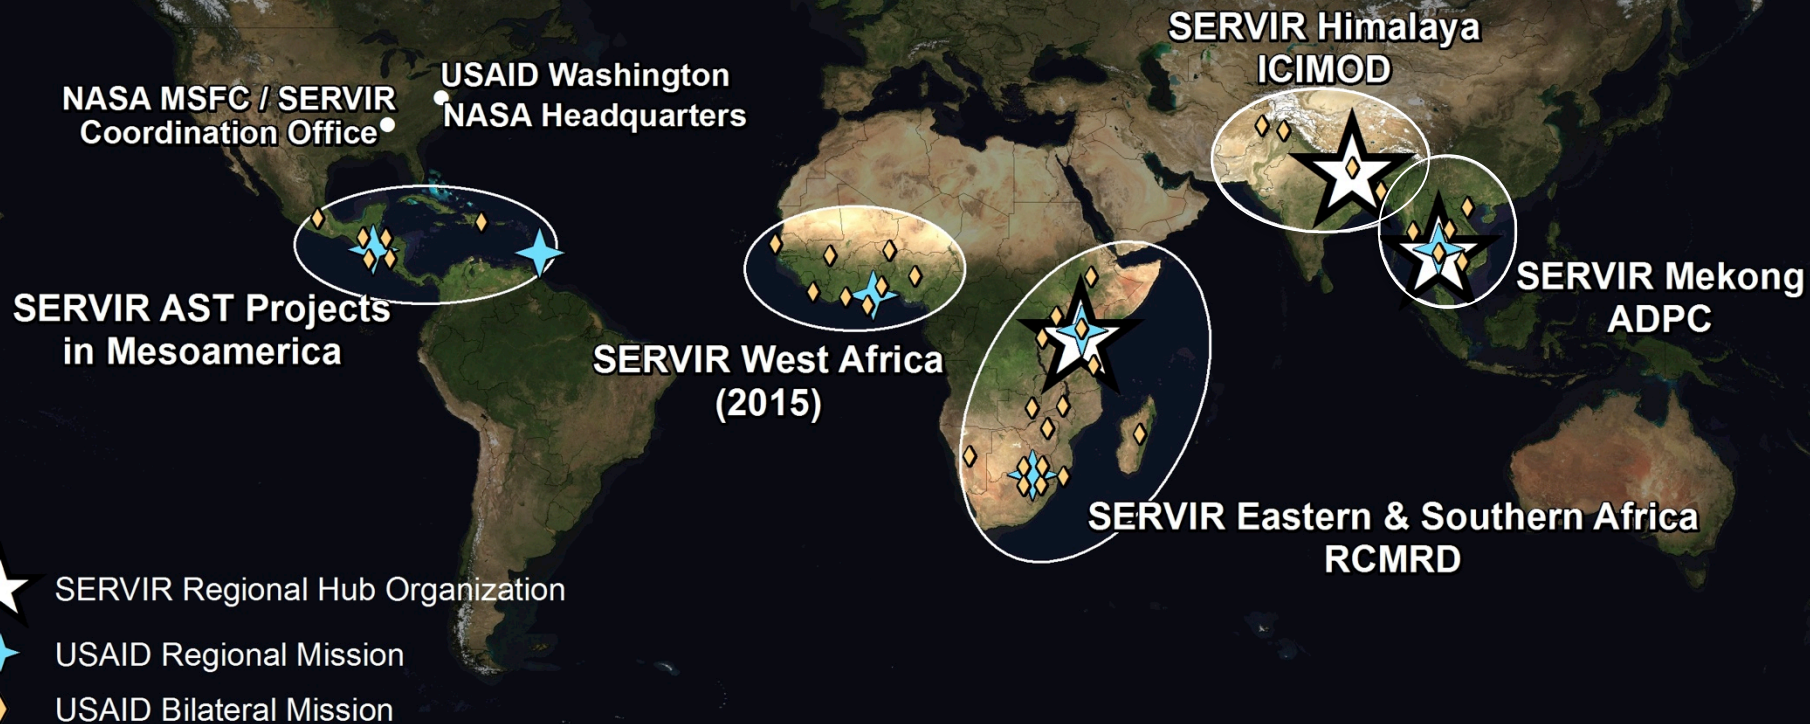 SERVIR Himalaya
ICIMOD
USAID Washington
NASA Headquarters
NASA MSFC / SERVIR
Coordination Office
SERVIR AST Projects
in Mesoamerica
SERVIR West Africa
(2015)
SERVIR Mekong
ADPC
SERVIR Eastern & Southern Africa
RCMRD
SERVIR Regional Hub Organization
USAID Regional Mission
USAID Bilateral Mission